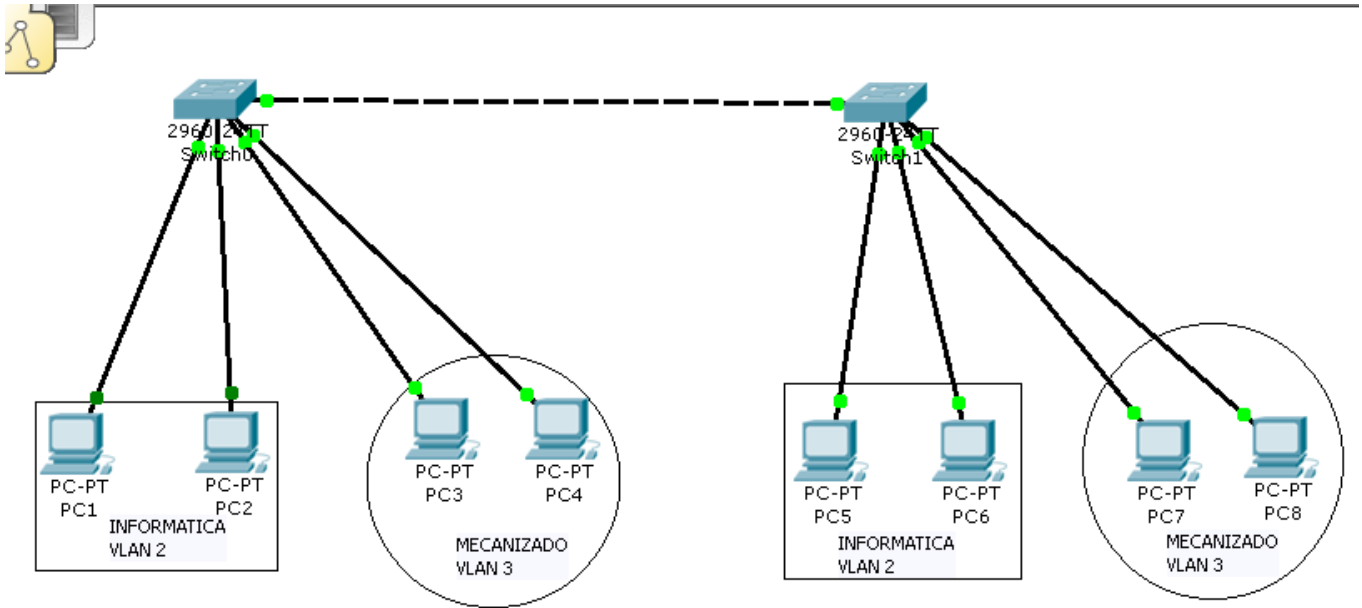 2960-24TT
Switch0
2960-24TT
Switch1
PC-PT
PC1
PC-PT
PC2
INFORMATICA
VLAN 2
PC-PT
PC3
PC-PT
PC4
MECANIZADO
VLAN 3
PC-PT
PC5
PC-PT
PC6
INFORMATICA
VLAN 2
PC-PT
PC7
PC-PT
PC8
MECANIZADO
VLAN 3